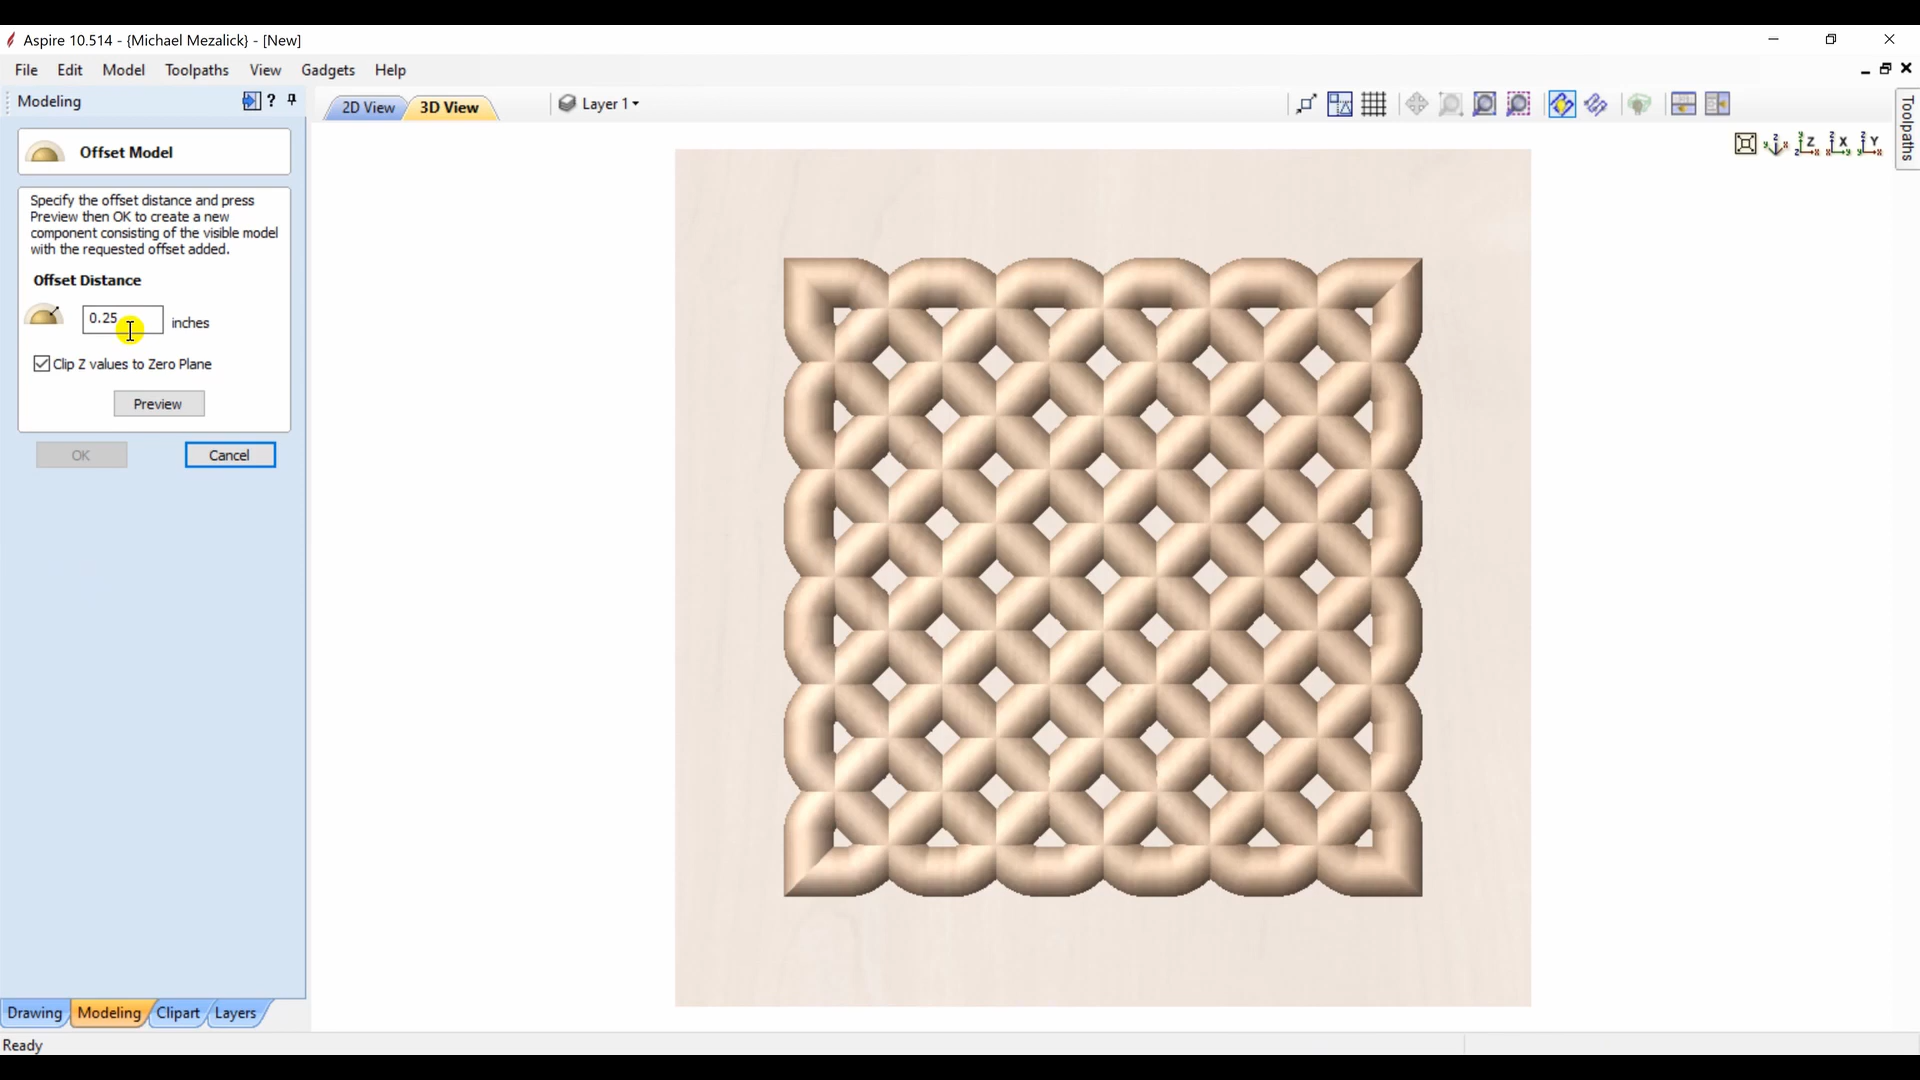 Aspire 10.514 - {Michael Mezalick} - [New]
File Edit Model Toolpaths View Gadgets Help
Modeling ?
2D View 3D View Layer 1
Toolpaths
Offset Model
Specify the offset distance and press
Preview then OK to create a new
component consisting of the visible model
with the requested offset added.
Offset Distance
0.25 inches
Clip Z values to Zero Plane
Preview
OK Cancel
Drawing Modeling Clipart Layers
Ready